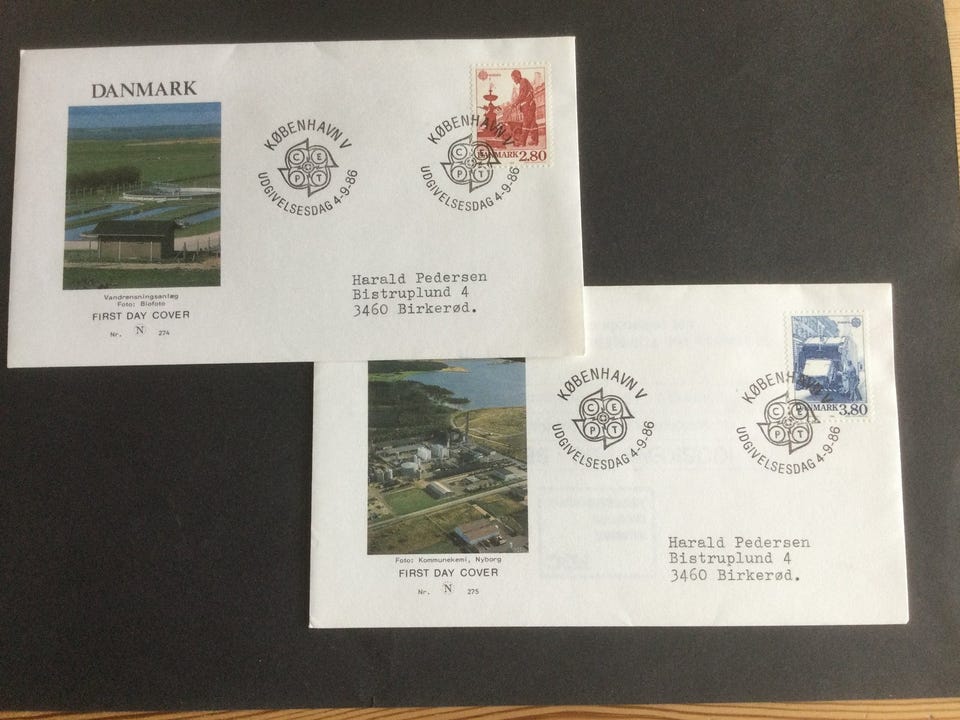 DANMARK
KØBENHAVN V
C E
P T
UDGIVELSESDAG 4-9-86
KØBENHAVN V
C E
P T
UDGIVELSESDAG 4-9-86
DANMARK 2.80
Harald Pedersen
Bistruplund 4
3460 Birkerød.
Vandrensningsanlæg
Foto: Biofoto
FIRST DAY COVER
Nr. N 274
KØBENHAVN V
C E
P T
UDGIVELSESDAG 4-9-86
KØBENHAVN V
C E
P T
UDGIVELSESDAG 4-9-86
DANMARK 3.80
Harald Pedersen
Bistruplund 4
3460 Birkerød.
Foto: Kommunekemi, Nyborg
FIRST DAY COVER
Nr. N 275